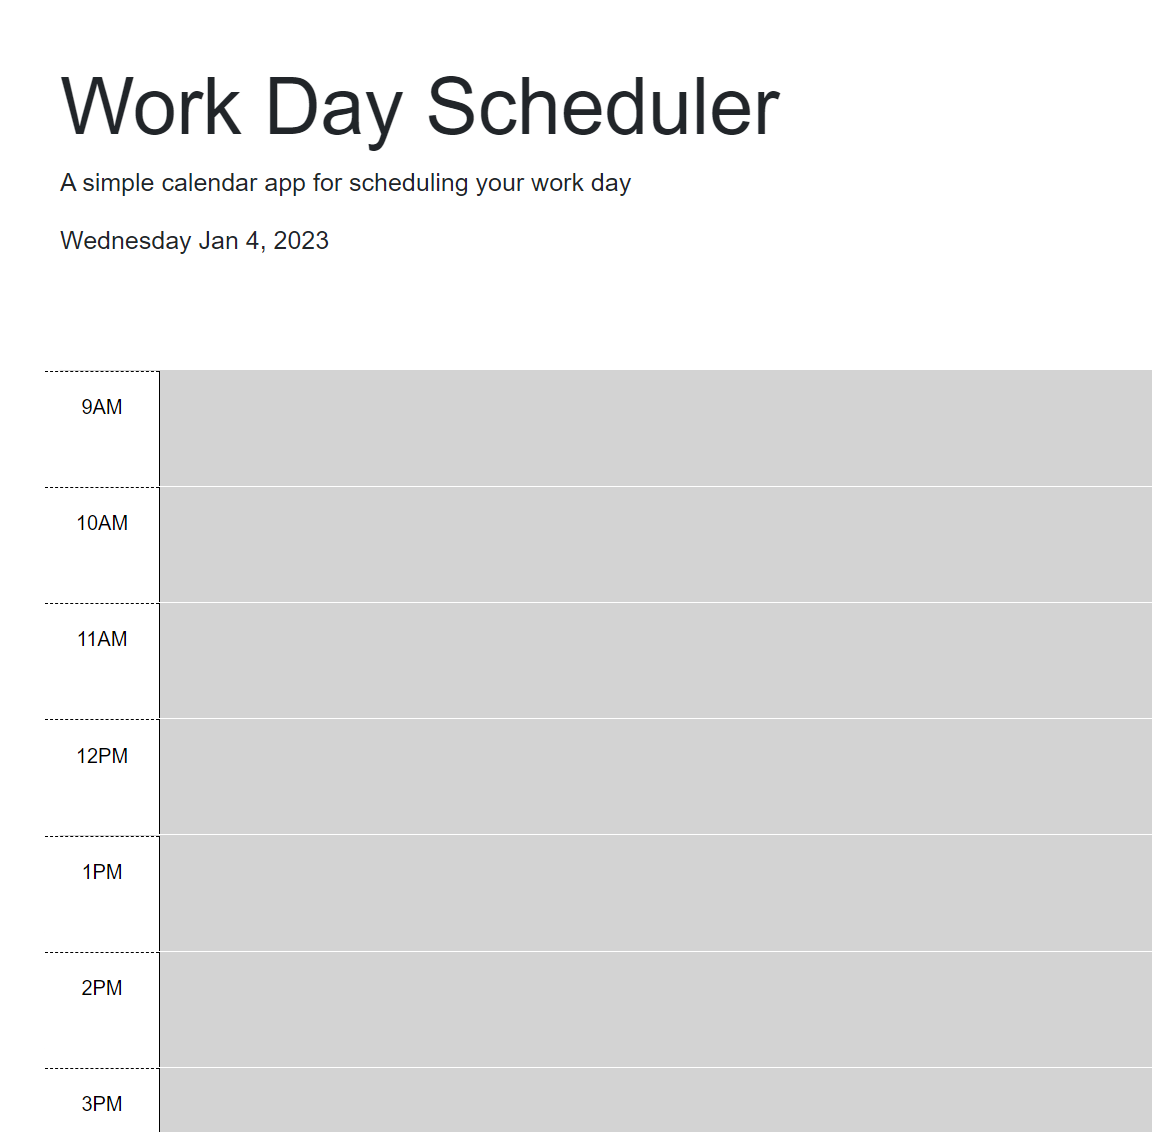 Work Day Scheduler
A simple calendar app for scheduling your work day
Wednesday Jan 4, 2023
9AM
10AM
11AM
12PM
1PM
2PM
3PM